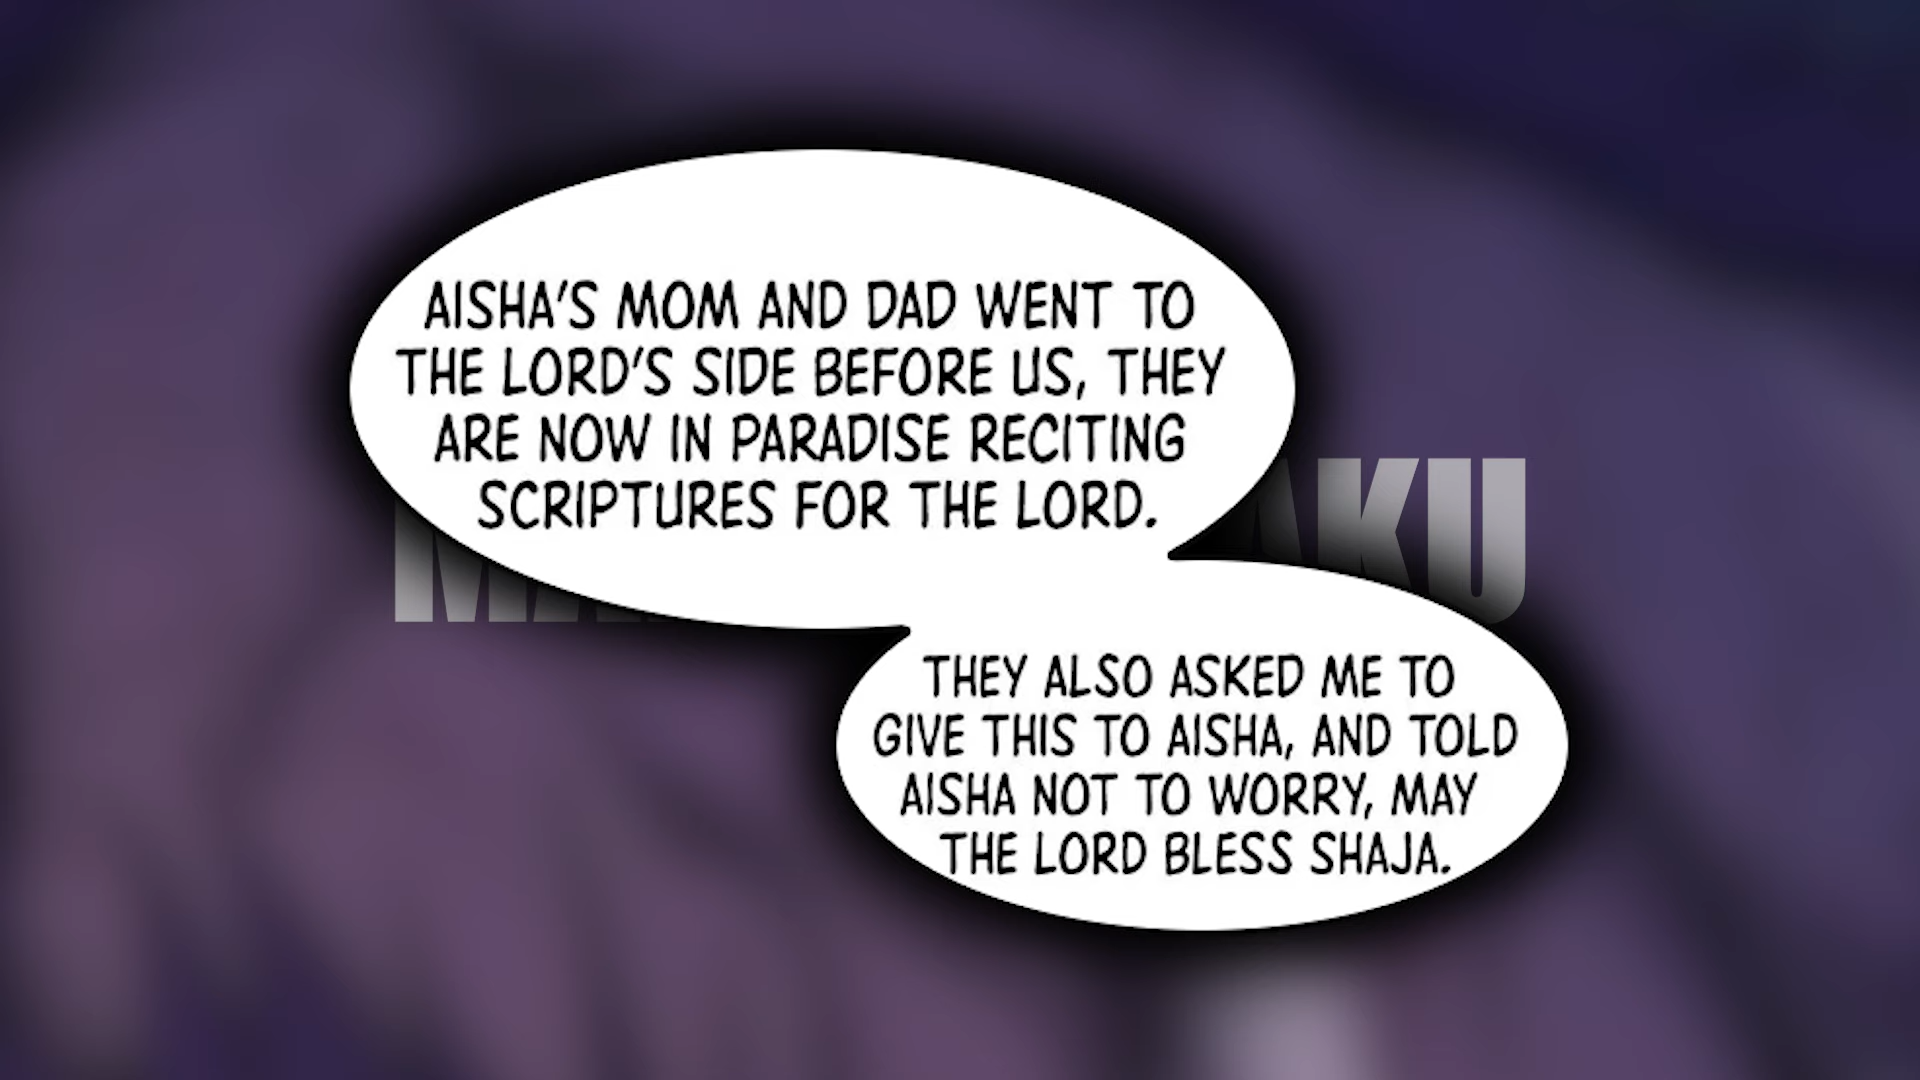 AISHA'S MOM AND DAD WENT TO
THE LORD'S SIDE BEFORE US, THEY
ARE NOW IN PARADISE RECITING
SCRIPTURES FOR THE LORD.
THEY ALSO ASKED ME TO
GIVE THIS TO AISHA, AND TOLD
AISHA NOT TO WORRY, MAY
THE LORD BLESS SHAJA.